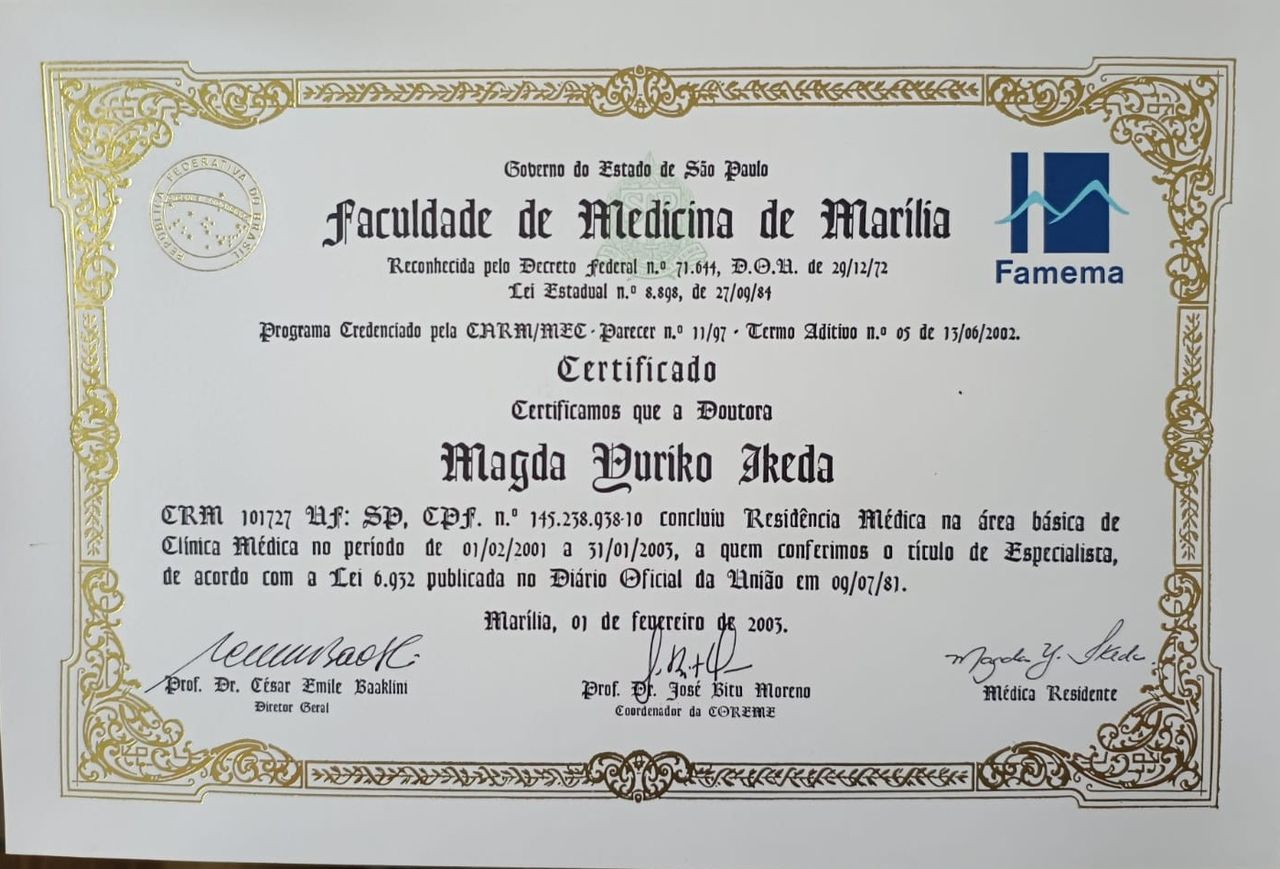 REPÚBLICA FEDERATIVA DO BRASIL
Governo do Estado de São Paulo
Faculdade de Medicina de Marília
Famema
Reconhecida pelo Decreto Federal n.º 71.644, D.O.U. de 29/12/72
Lei Estadual n.º 8.898, de 27/09/84
Programa Credenciado pela CNRM/MEC - Parecer n.º 11/97 - Termo Aditivo n.º 05 de 13/06/2002.
Certificado
Certificamos que a Doutora
Magda Yuriko Ikeda
CRM 101727 UF: SP, CPF. n.º 145.238.938-10 concluiu Residência Médica na área básica de
Clínica Médica no período de 01/02/2001 a 31/01/2003, a quem conferimos o título de Especialista,
de acordo com a Lei 6.932 publicada no Diário Oficial da União em 09/07/81.
Marília, 01 de fevereiro de 2003.
Magda Y. Ikeda
Prof. Dr. César Emile Baaklini
Diretor Geral
Prof. Dr. José Bitu Moreno
Coordenador da COREME
Médica Residente